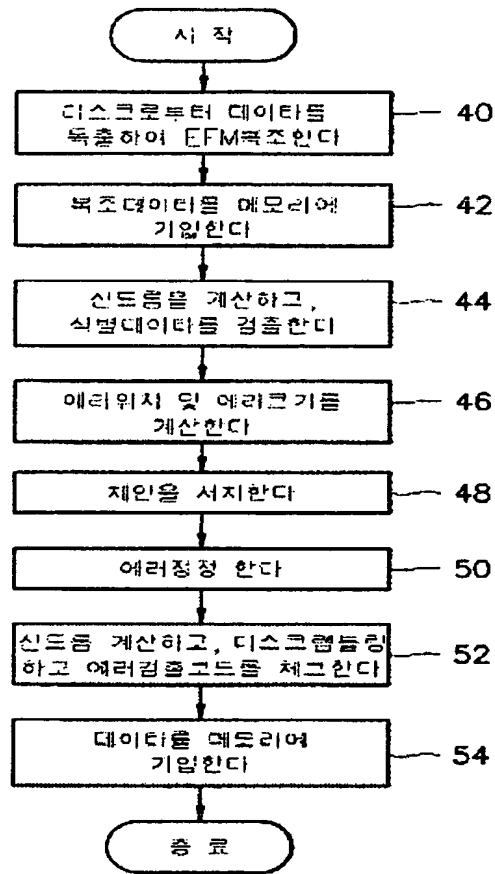 시 작
디스크로부터 데이타를
독출하여 EFM복조한다
40
복조데이타를 메모리에
기입한다
42
신드롬을 계산하고,
식별데이타를 검출한다
44
에러위치 및 에러크기를
계산한다
46
체인을 서치한다
48
에러정정 한다
50
신드롬 계산하고, 디스크램블링
하고 에러검출코드를 체크한다
52
데이타를 메모리에
기입한다
54
종 료